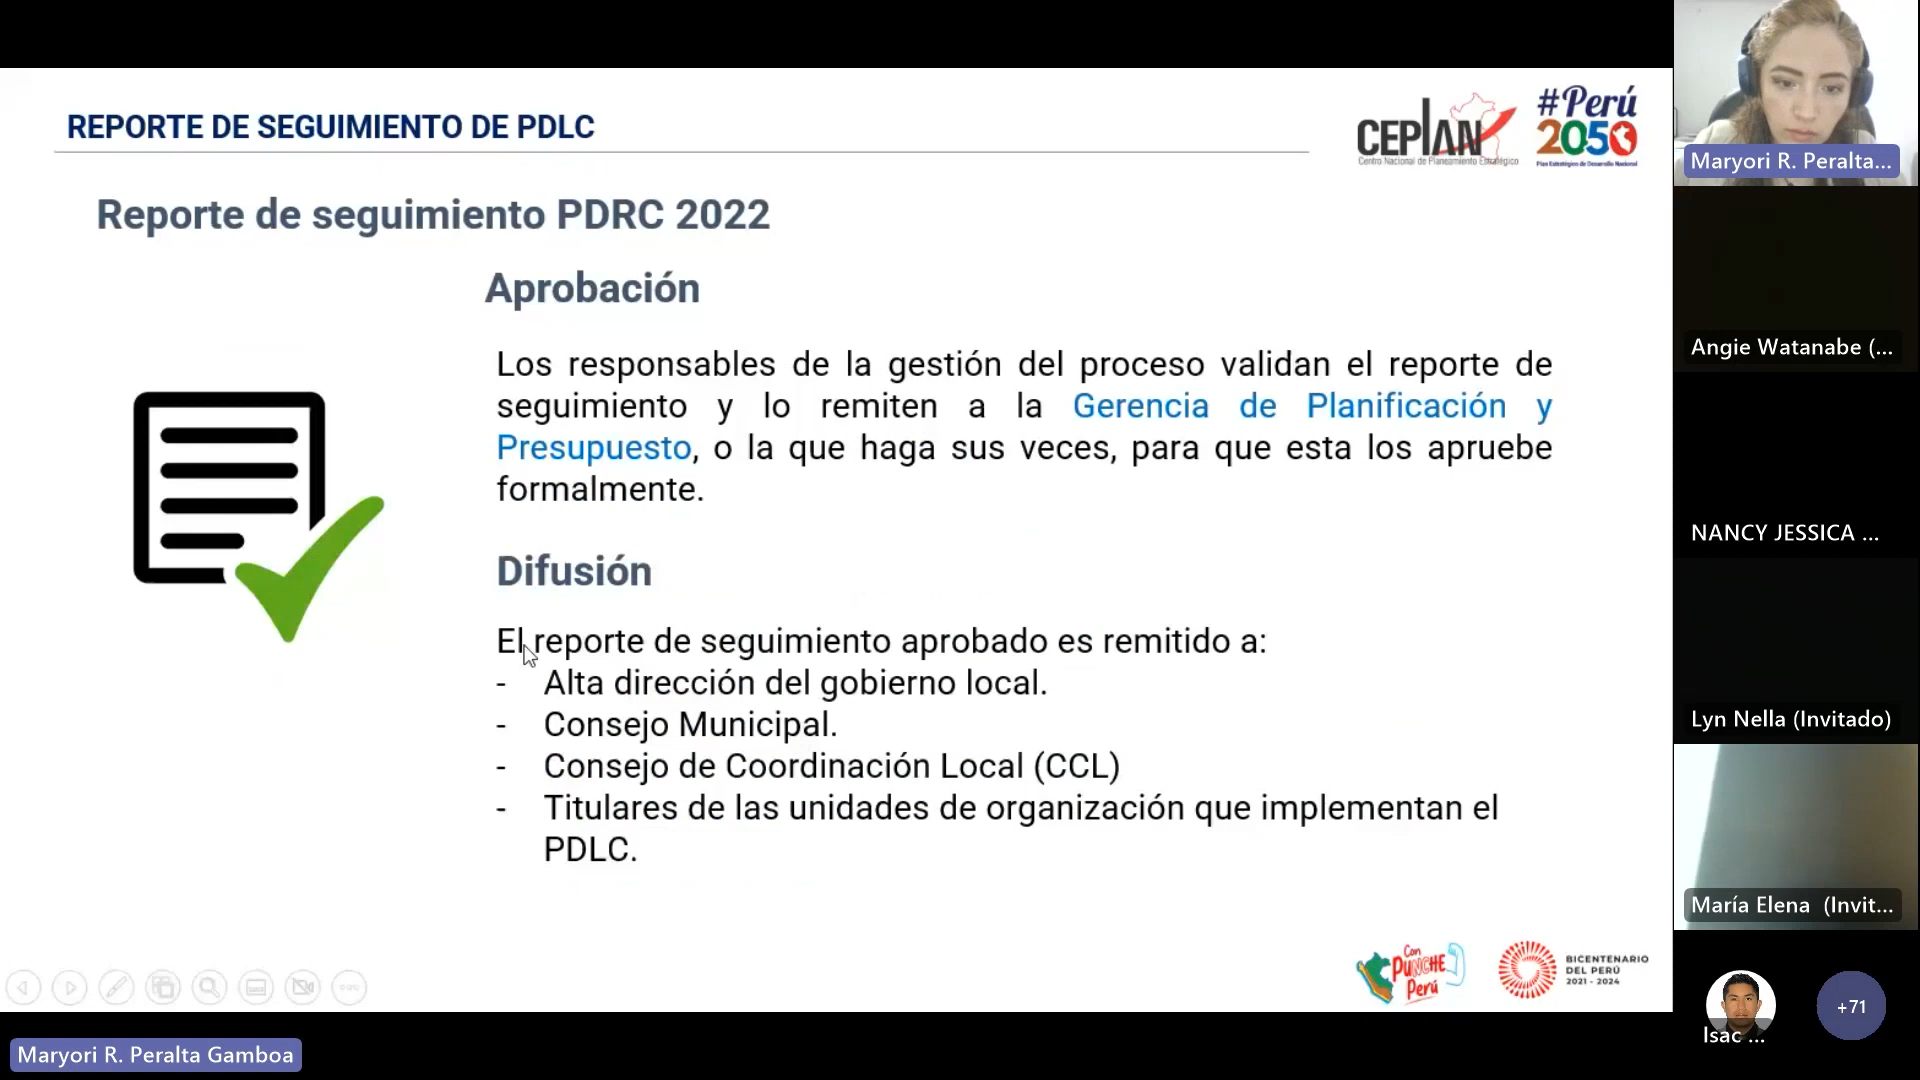 REPORTE DE SEGUIMIENTO DE PDLC
CEPLAN
Centro Nacional de Planeamiento Estratégico
#Perú
2050
Plan Estratégico de Desarrollo Nacional
Reporte de seguimiento PDRC 2022
Aprobación
Los responsables de la gestión del proceso validan el reporte de
seguimiento y lo remiten a la Gerencia de Planificación y
Presupuesto, o la que haga sus veces, para que esta los apruebe
formalmente.
Difusión
El reporte de seguimiento aprobado es remitido a:
- Alta dirección del gobierno local.
- Consejo Municipal.
- Consejo de Coordinación Local (CCL)
- Titulares de las unidades de organización que implementan el
PDLC.
Con
PUNCHE
Perú
BICENTENARIO
DEL PERÚ
2021 - 2024
Maryori R. Peralta Gamboa
Maryori R. Peralta...
Angie Watanabe (...
NANCY JESSICA ...
Lyn Nella (Invitado)
María Elena (Invit...
Isac ...
+71